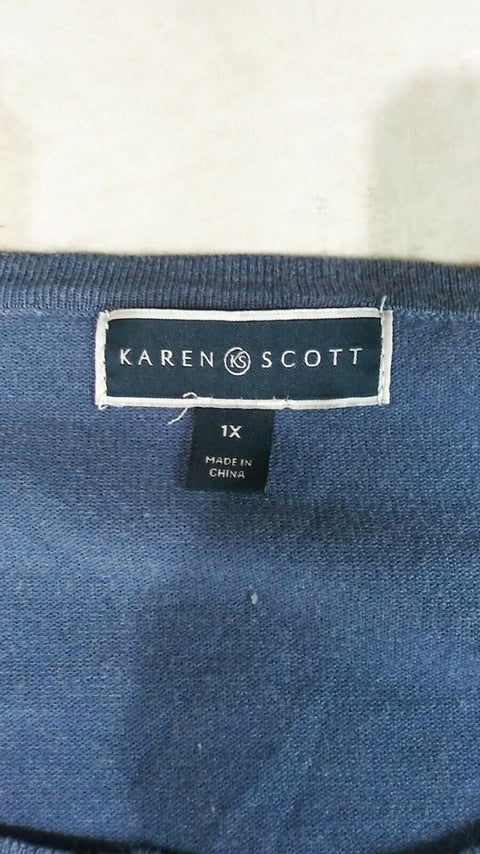 KAREN KS SCOTT
1X
MADE IN
CHINA